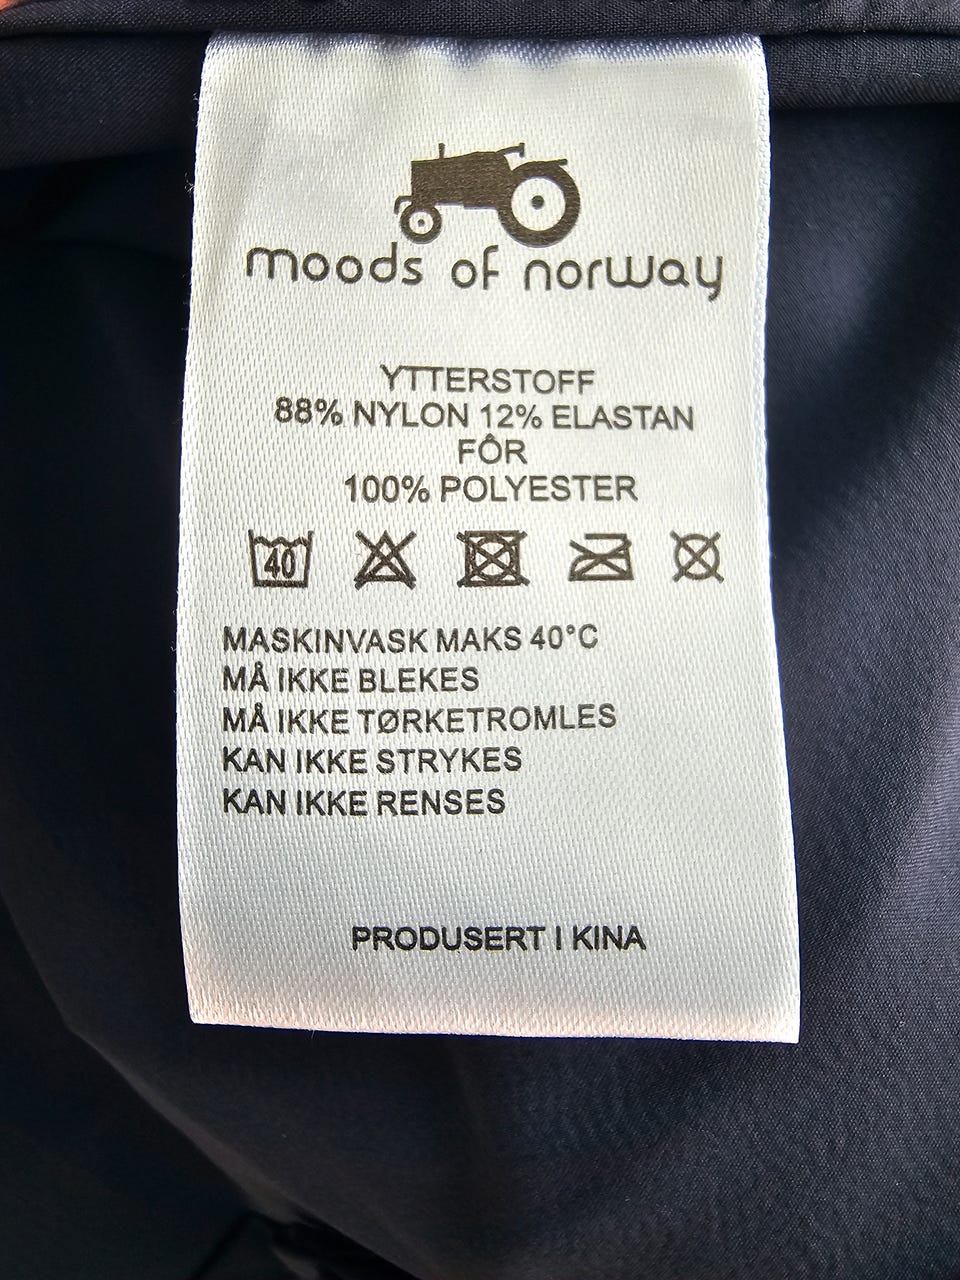 moods of norway
YTTERSTOFF
88% NYLON 12% ELASTAN
FÔR
100% POLYESTER
40
MASKINVASK MAKS 40°C
MÅ IKKE BLEKES
MÅ IKKE TØRKETROMLES
KAN IKKE STRYKES
KAN IKKE RENSES
PRODUSERT I KINA